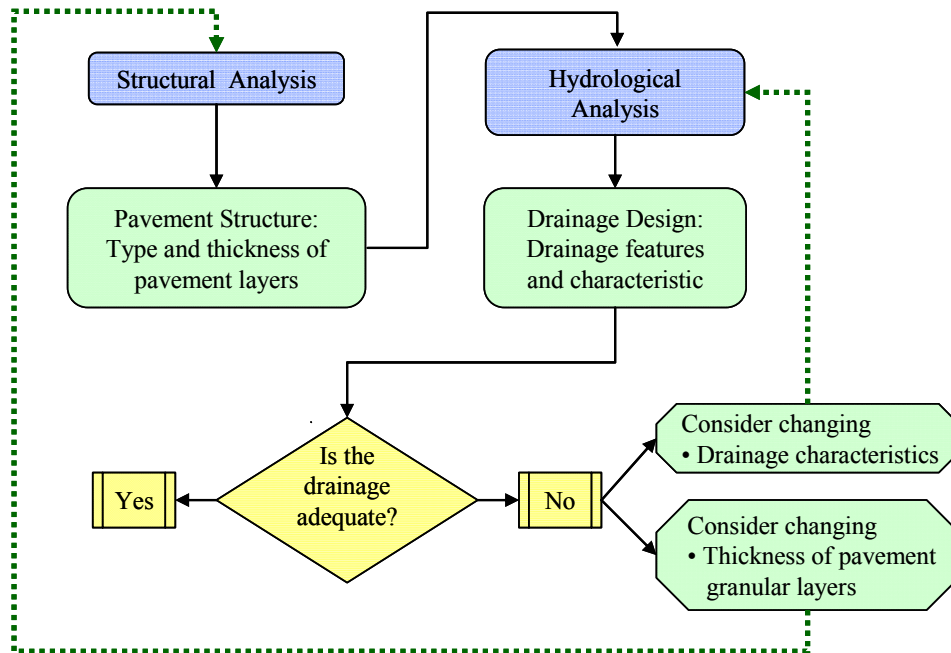 Structural Analysis
Hydrological
Analysis
Pavement Structure:
Type and thickness of
pavement layers
Drainage Design:
Drainage features
and characteristic
Is the
drainage
adequate?
Yes
No
Consider changing
• Drainage characteristics
Consider changing
• Thickness of pavement
granular layers